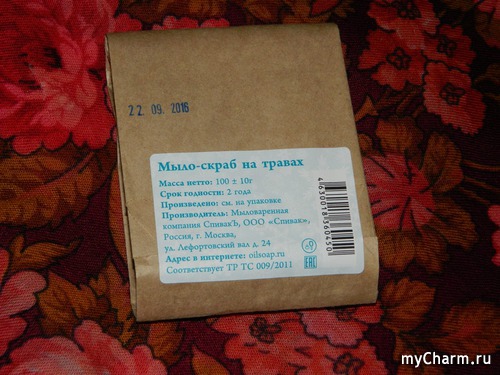 22. 09. 2016
Мыло-скраб на травах
Масса нетто: 100 ± 10г
Срок годности: 2 года
Произведено: см. на упаковке
Производитель: Мыловаренная
компания СпивакЪ, ООО «Спивак»,
Россия, г. Москва,
ул. Лефортовский вал д. 24
Адрес в интернете: oilsoap.ru
Соответствует ТР ТС 009/2011
4630018360450
EAC
myCharm.ru